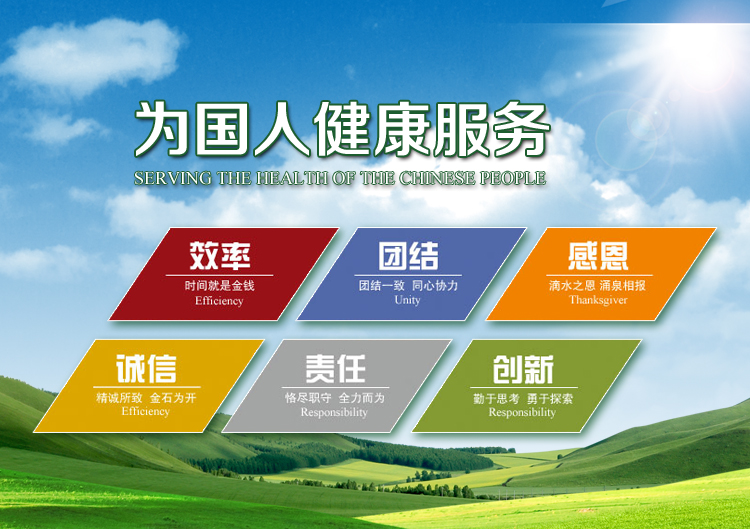 为国人健康服务
SERVING THE HEALTH OF THE CHINESE PEOPLE
效率
时间就是金钱
Efficiency
团结
团结一致 同心协力
Unity
感恩
滴水之恩 涌泉相报
Thanksgiver
诚信
精诚所致 金石为开
Efficiency
责任
恪尽职守 全力而为
Responsibility
创新
勤于思考 勇于探索
Responsibility